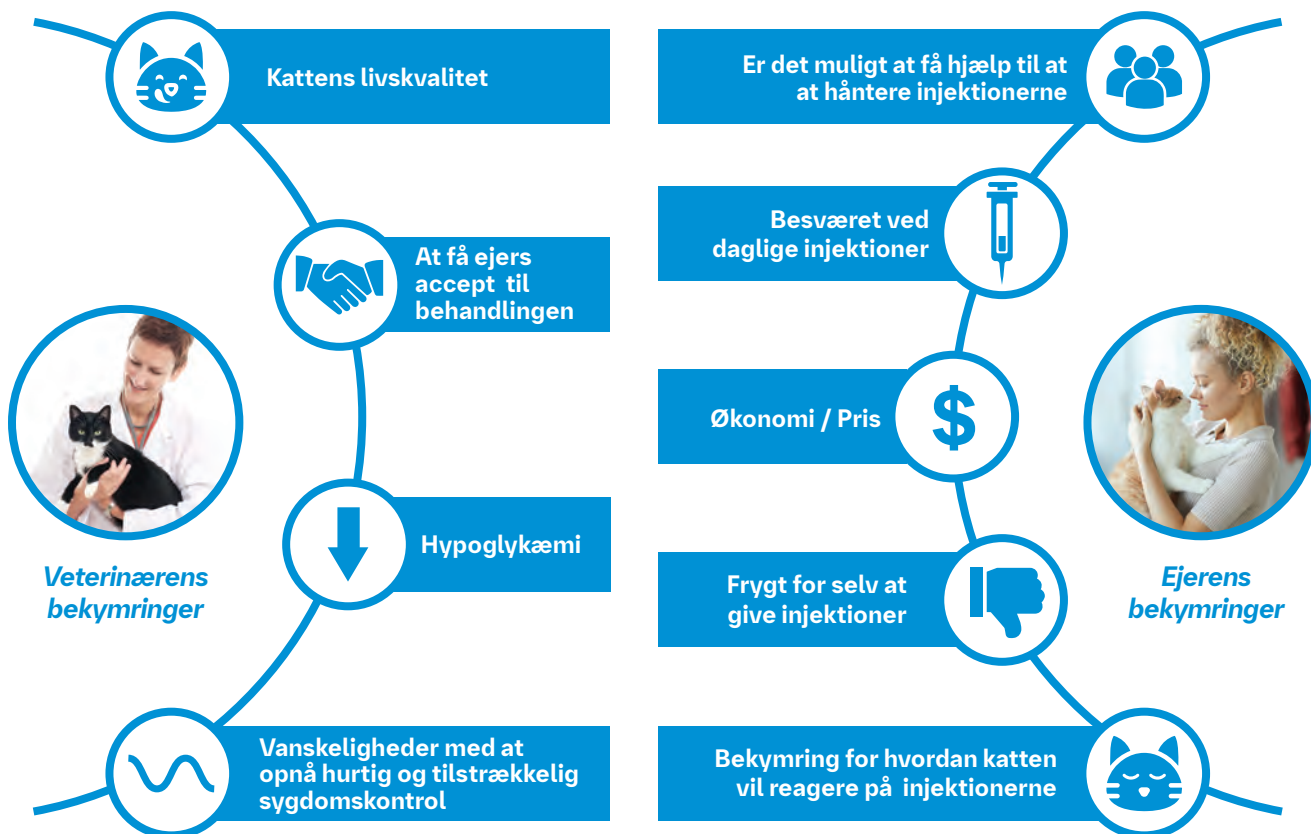 Kattens livskvalitet
At få ejers
accept til
behandlingen
Hypoglykæmi
Veterinærens
bekymringer
Vanskeligheder med at
opnå hurtig og tilstrækkelig
sygdomskontrol
Er det muligt at få hjælp til at
at håntere injektionerne
Besværet ved
daglige injektioner
$
Økonomi / Pris
Frygt for selv at
give injektioner
Ejerens
bekymringer
Bekymring for hvordan katten
vil reagere på injektionerne